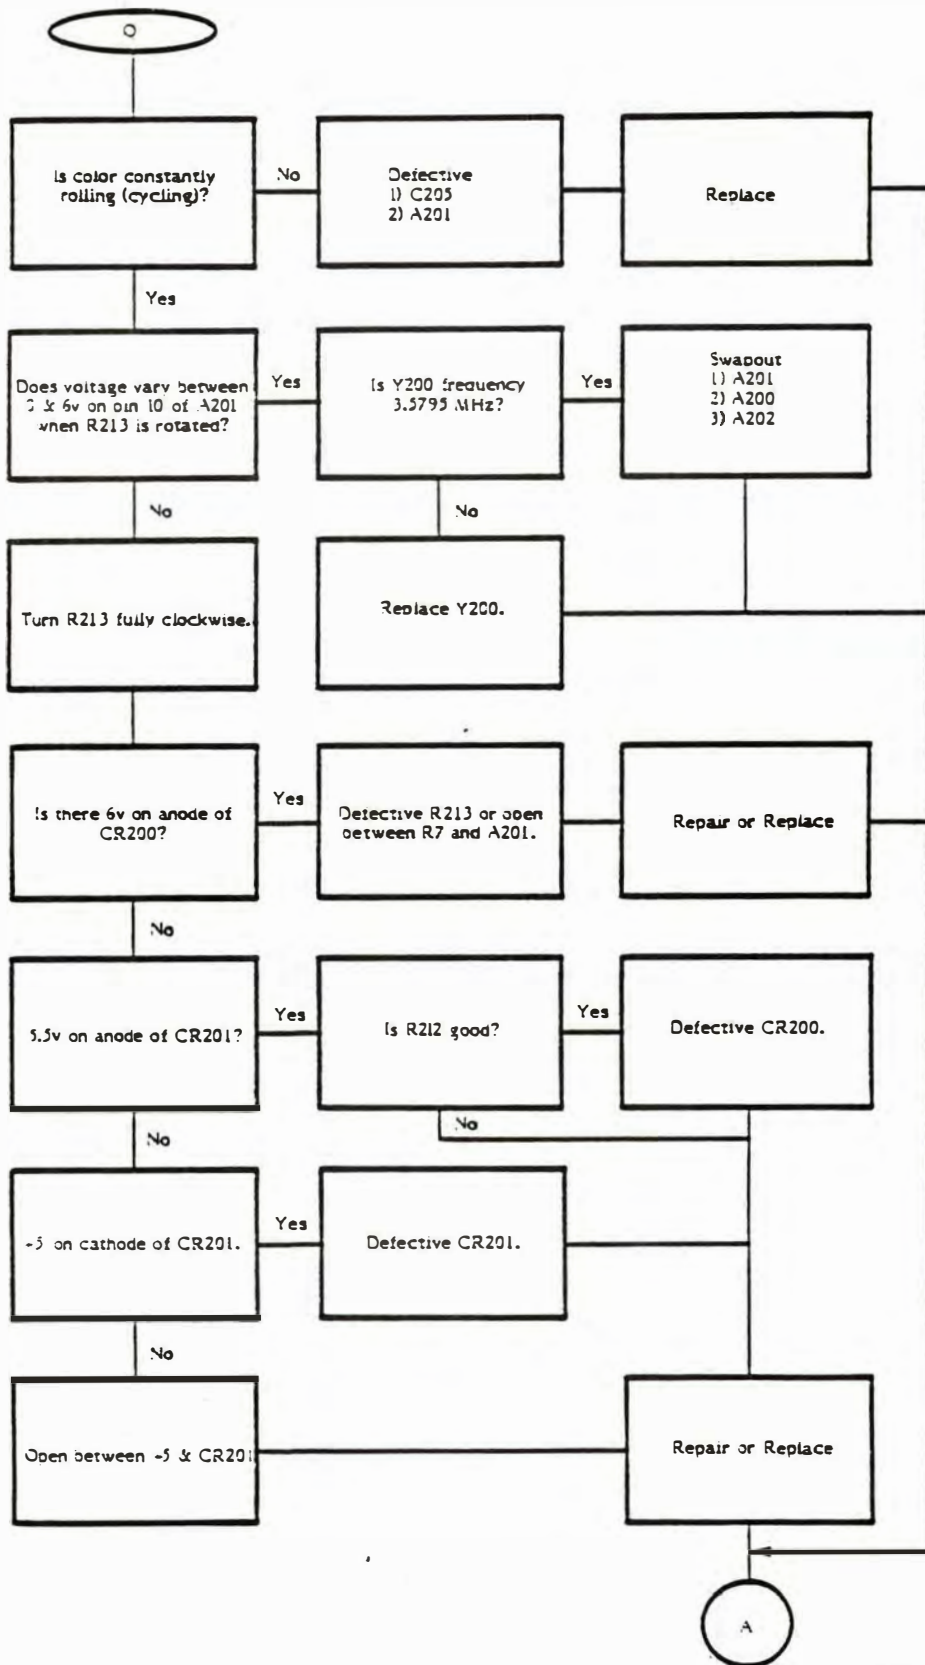 Is color constantly
rolling (cycling)?
No
Defective
1) C205
2) A201
Replace
Yes
Does voltage vary between
& 6v on pin 10 of A201
when R213 is rotated?
Yes
Is Y200 frequency
3.5795 MHz?
Yes
Swapout
1) A201
2) A200
3) A202
No
No
Turn R213 fully clockwise.
Replace Y200.
Is there 6v on anode of
CR200?
Yes
Defective R213 or open
between R7 and A201.
Repair or Replace
No
5.5v on anode of CR201?
Yes
Is R212 good?
Yes
Defective CR200.
No
No
-5 on cathode of CR201.
Yes
Defective CR201.
No
Open between -5 & CR201
Repair or Replace
A